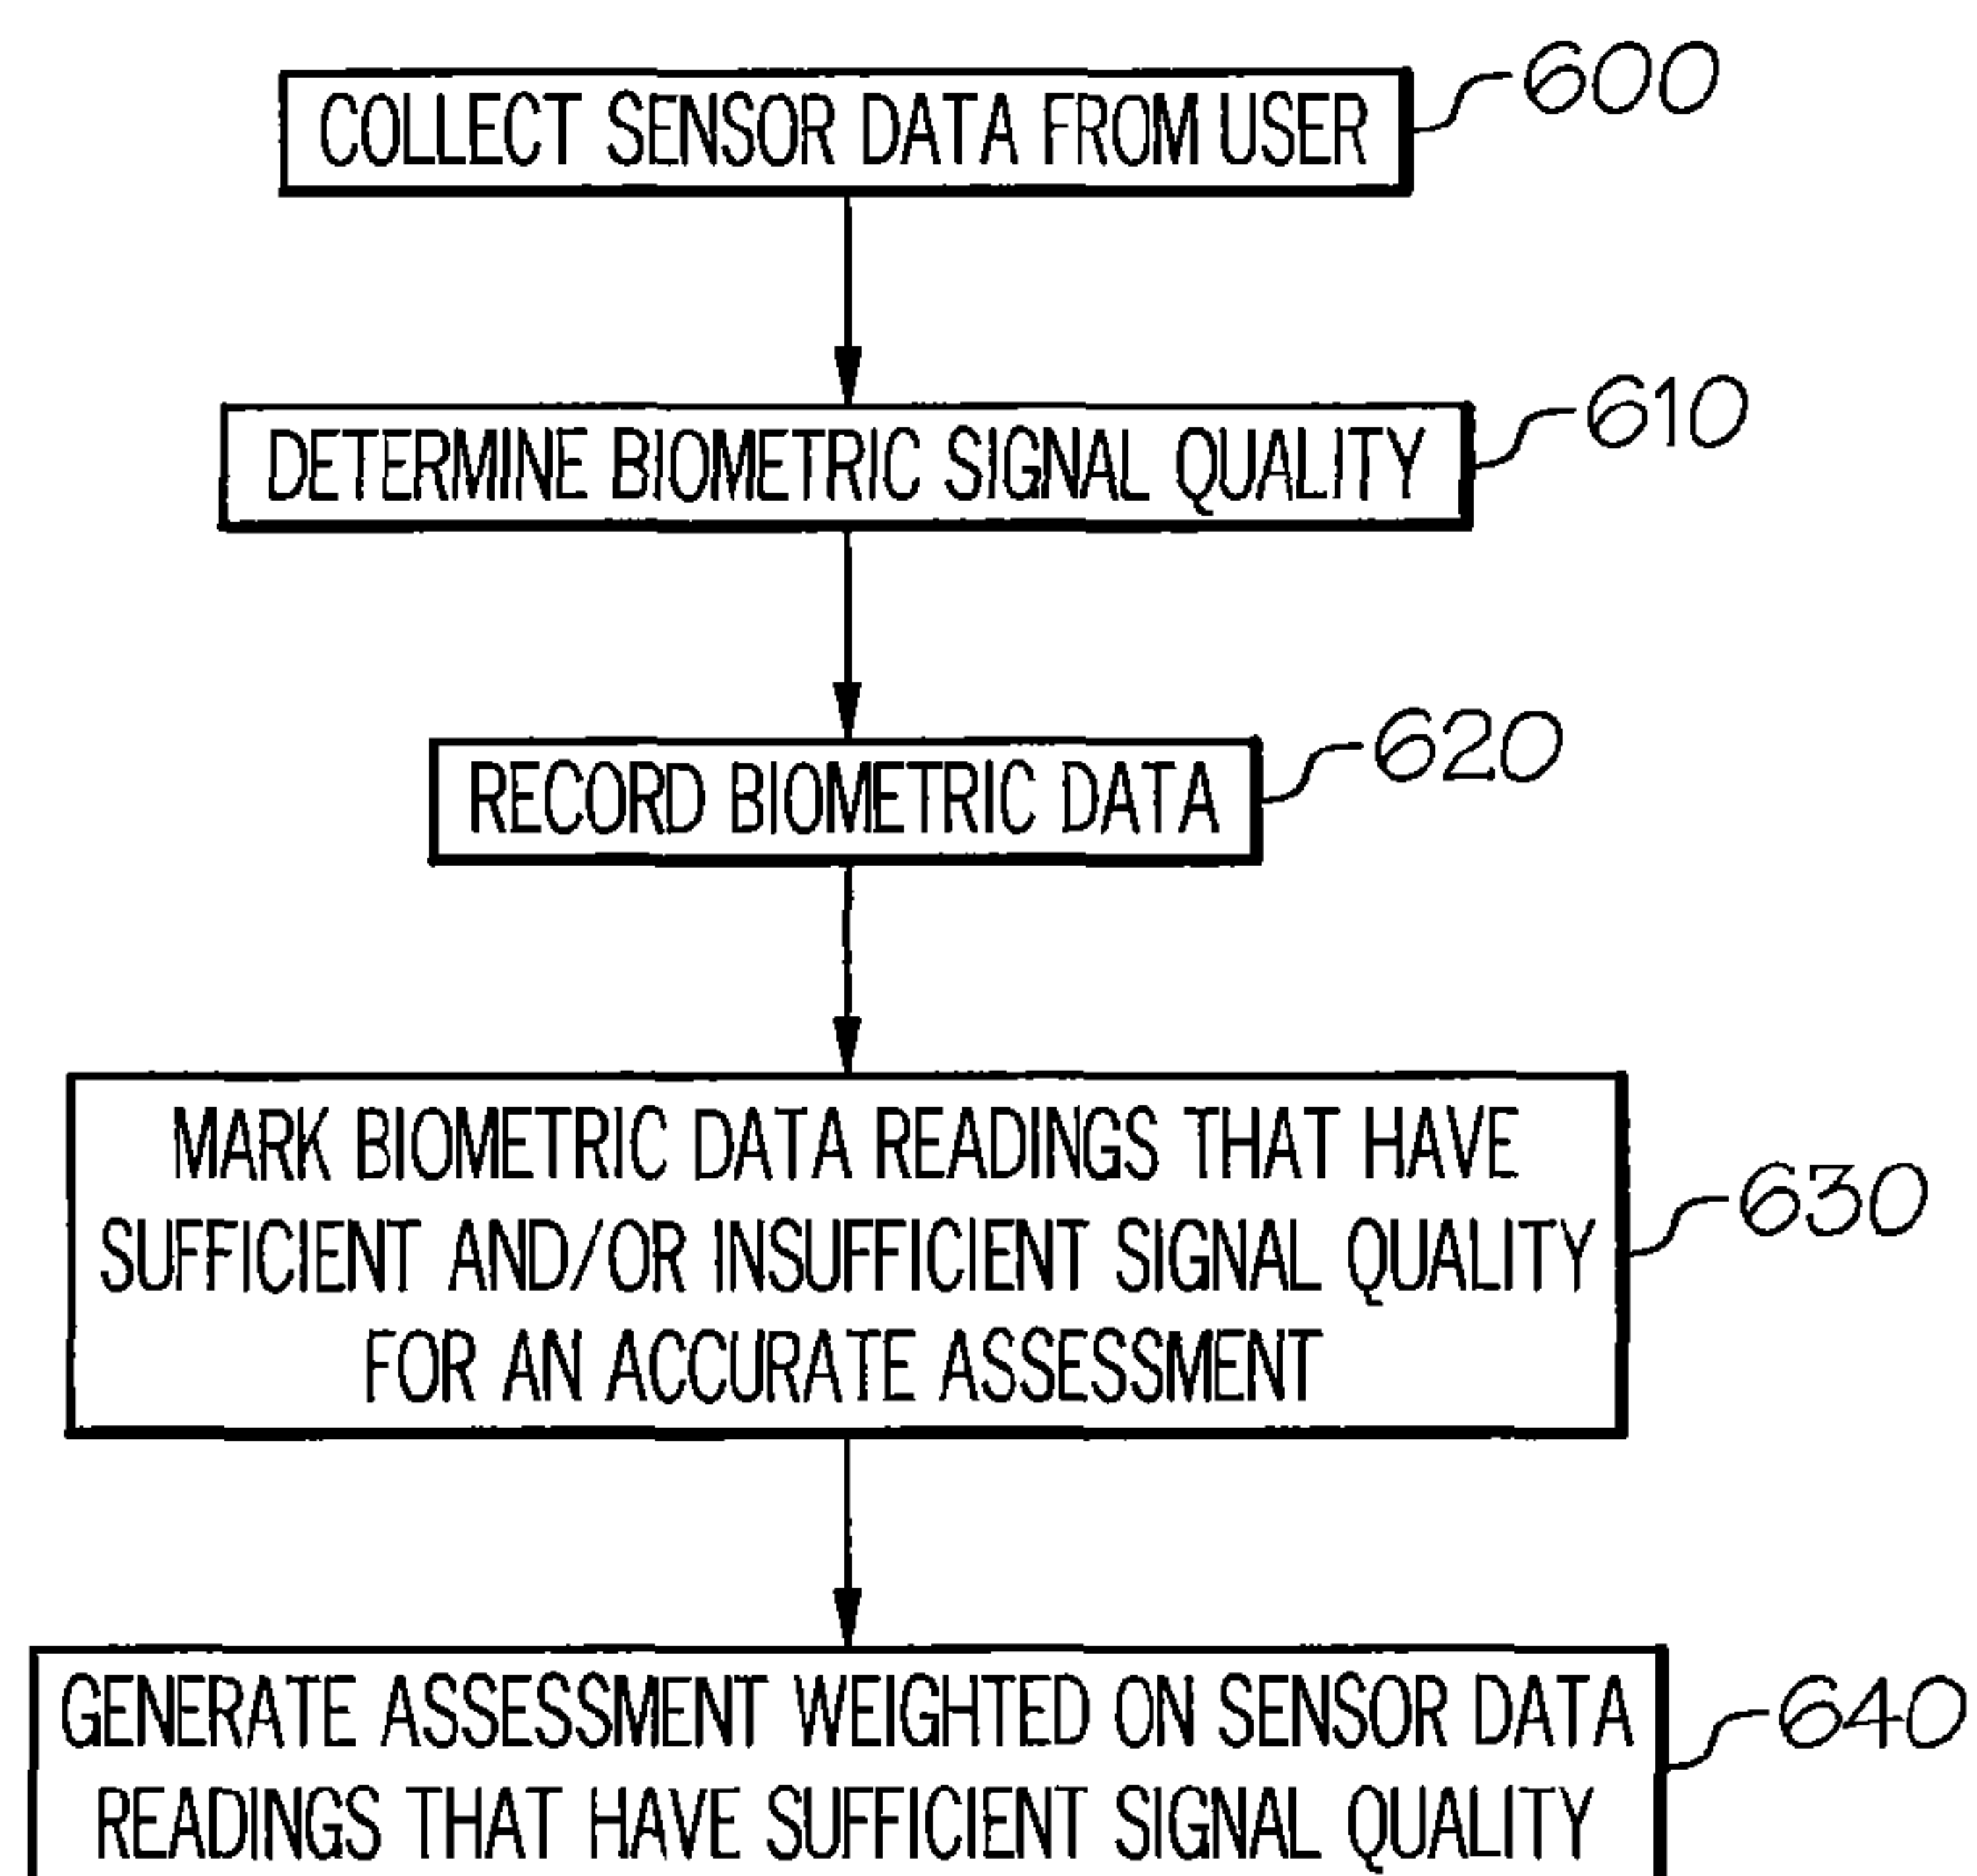 COLLECT SENSOR DATA FROM USER
600
DETERMINE BIOMETRIC SIGNAL QUALITY
610
RECORD BIOMETRIC DATA
620
MARK BIOMETRIC DATA READINGS THAT HAVE
SUFFICIENT AND/OR INSUFFICIENT SIGNAL QUALITY
FOR AN ACCURATE ASSESSMENT
630
GENERATE ASSESSMENT WEIGHTED ON SENSOR DATA
READINGS THAT HAVE SUFFICIENT SIGNAL QUALITY
640